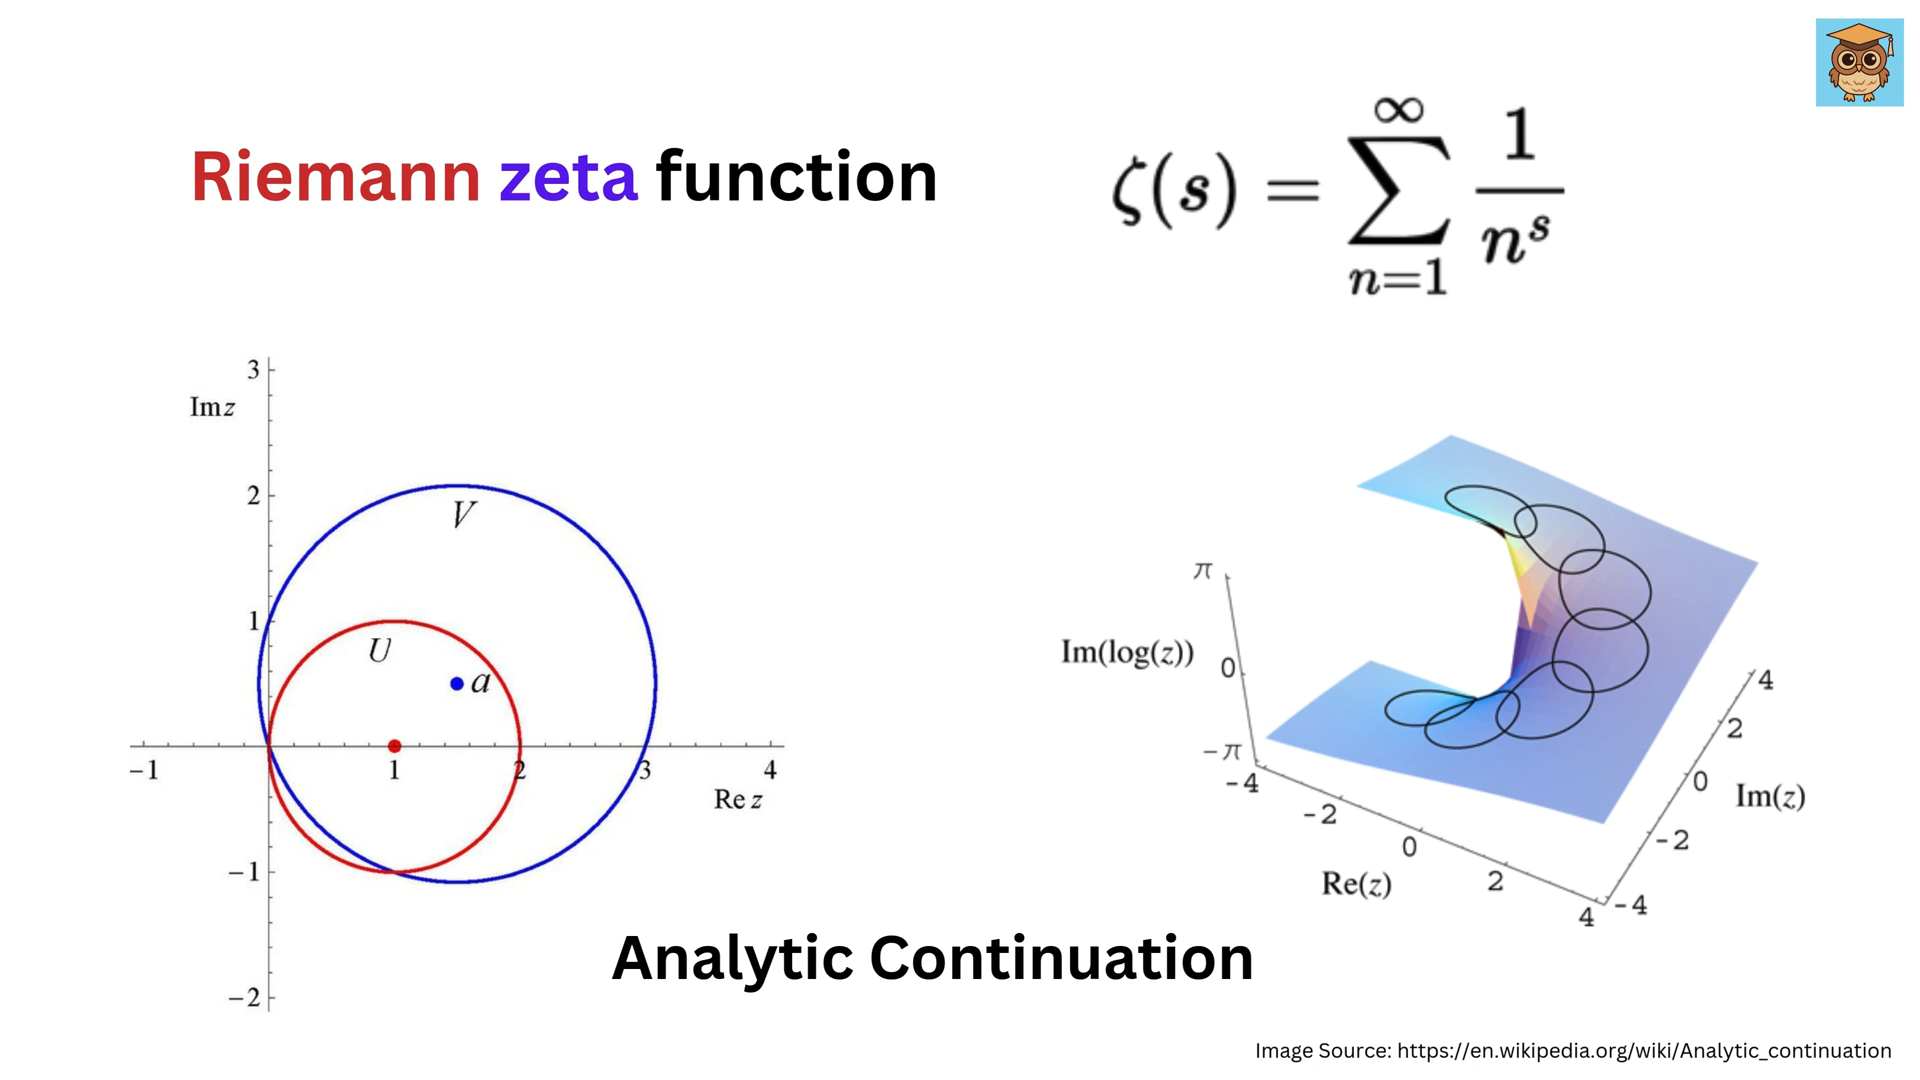 Riemann zeta function
ζ(s) = ∑_{n=1}^{∞} 1/n^s
3
Im z
2
V
1
U
a
−1
1
2
3
4
Re z
−1
−2
π
Im(log(z))
0
−π
−4
−2
0
2
4
Re(z)
4
2
0
Im(z)
−2
−4
Analytic Continuation
Image Source: https://en.wikipedia.org/wiki/Analytic_continuation